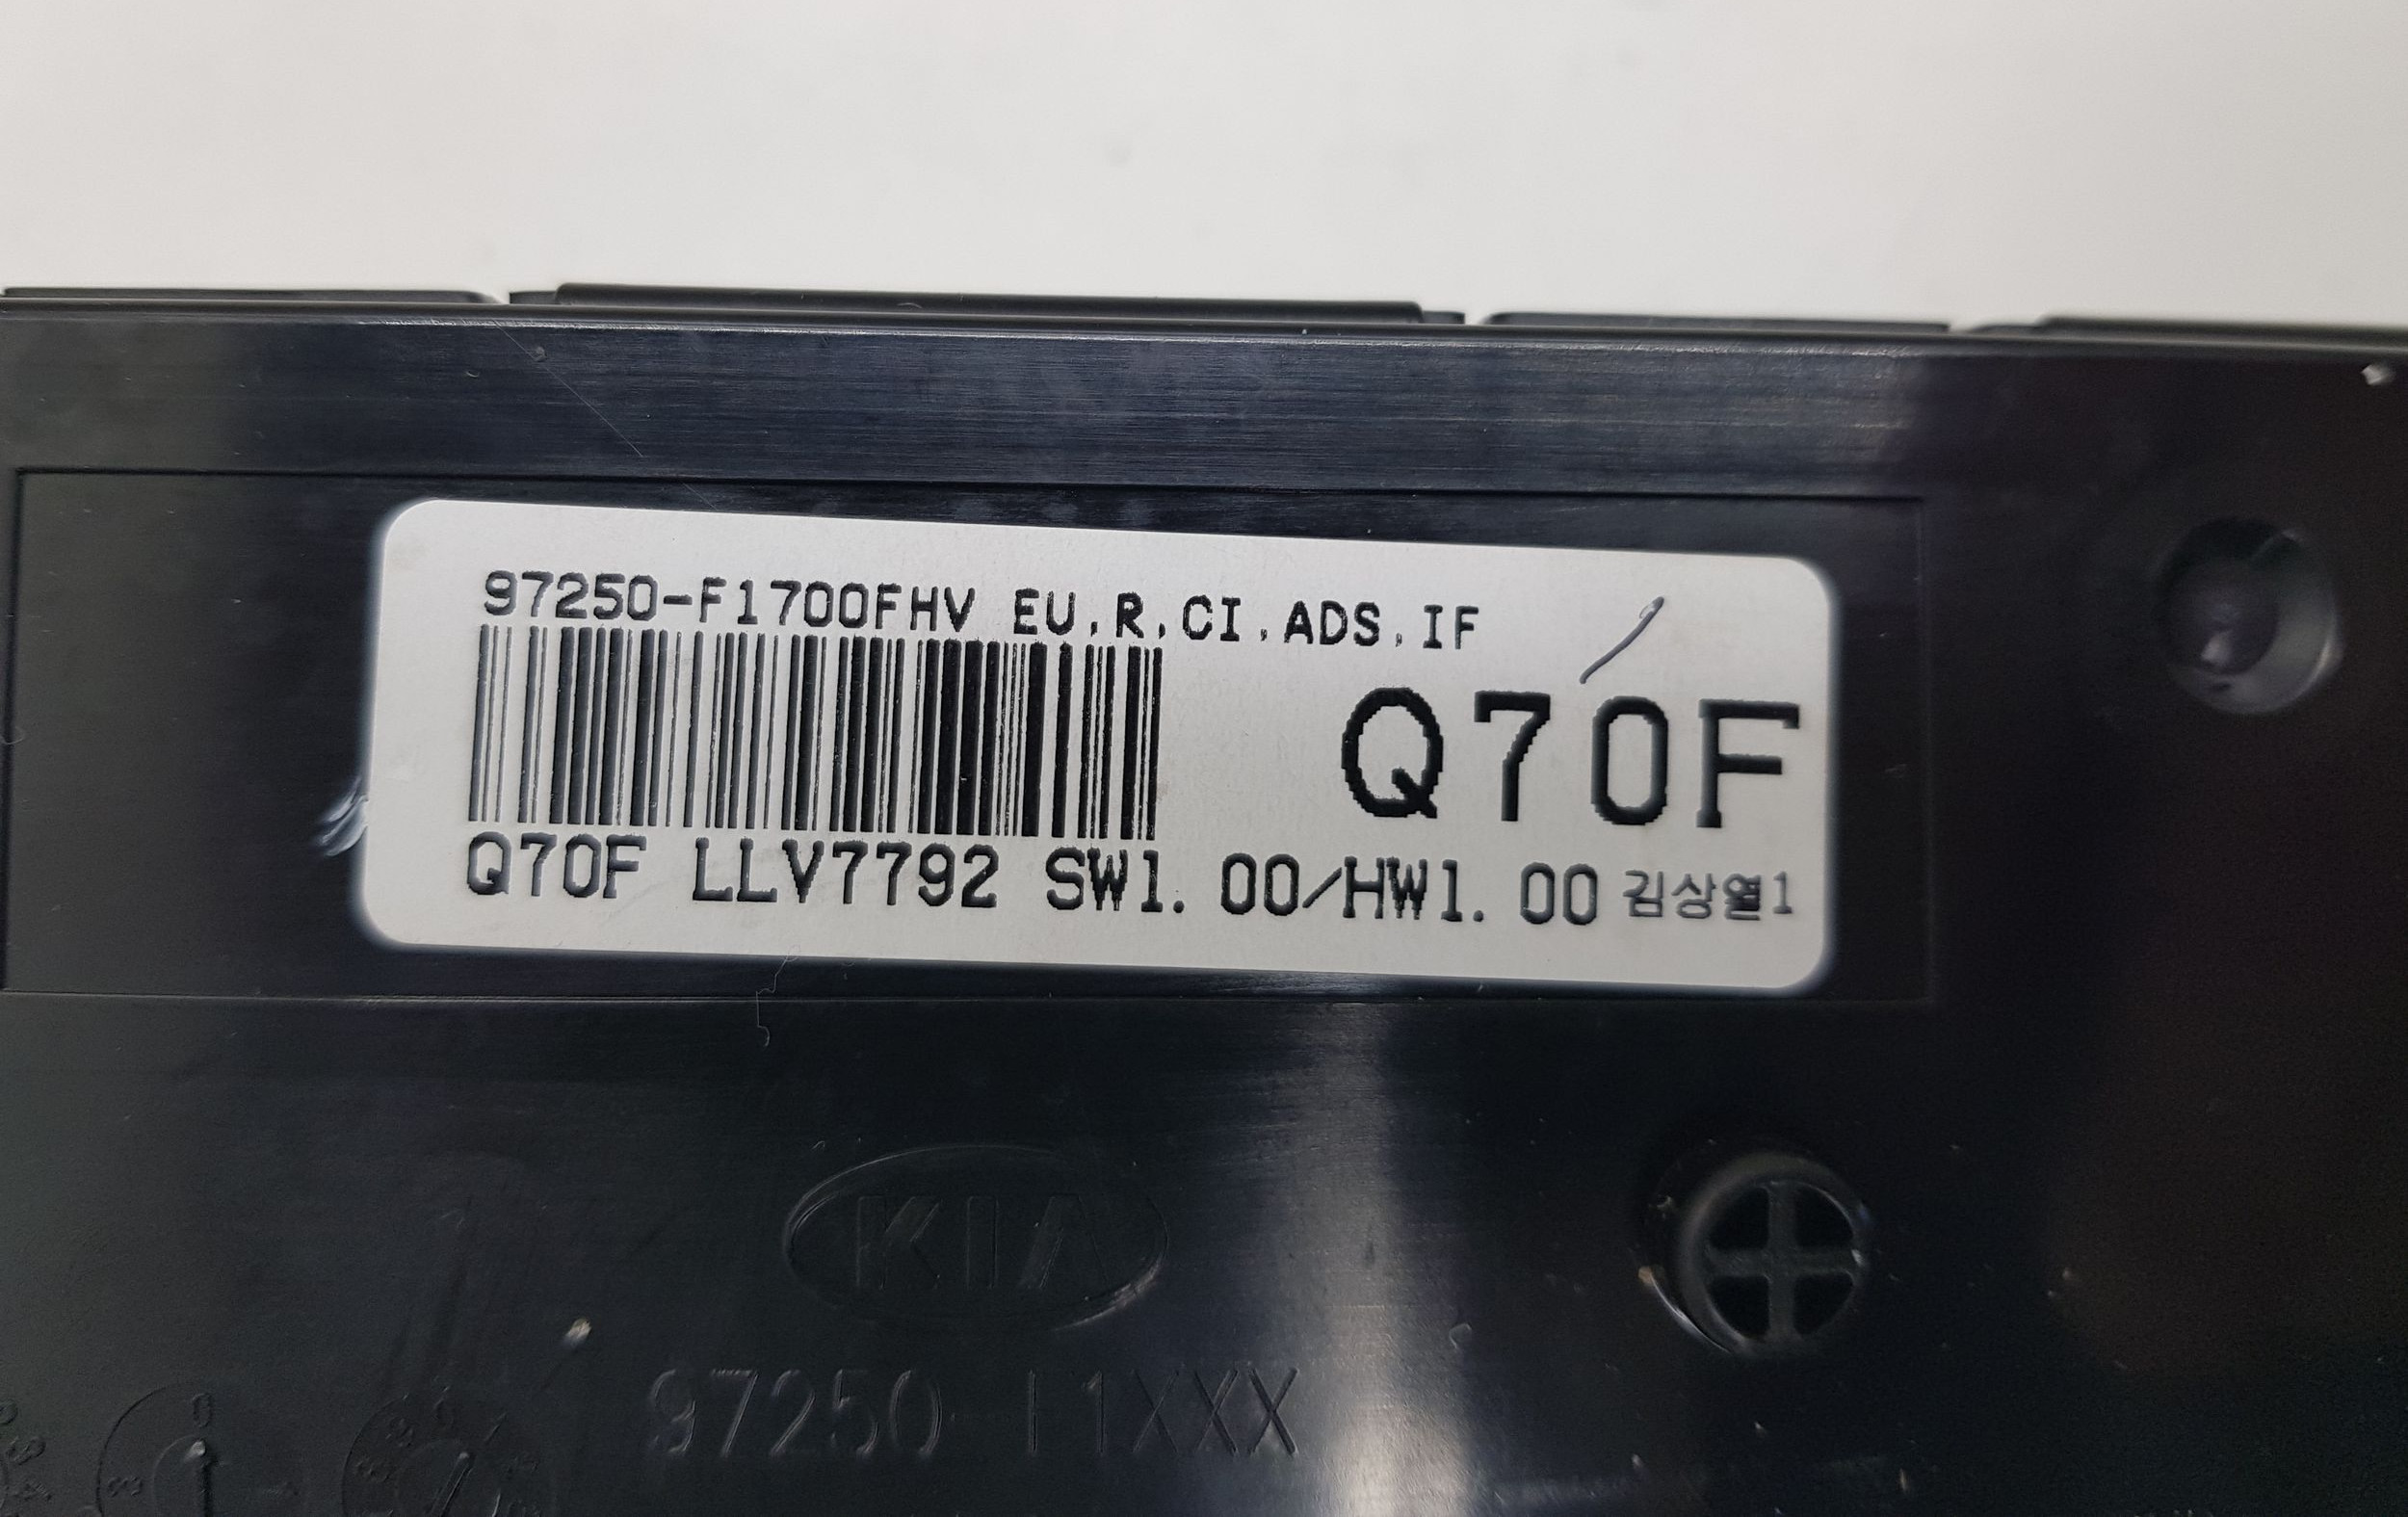 97250-F1700FHV EU,R,CI,ADS,IF
Q70F
Q70F LLV7792 SW1.00/HW1.00 김상열1
KIA
97250 F1XXX